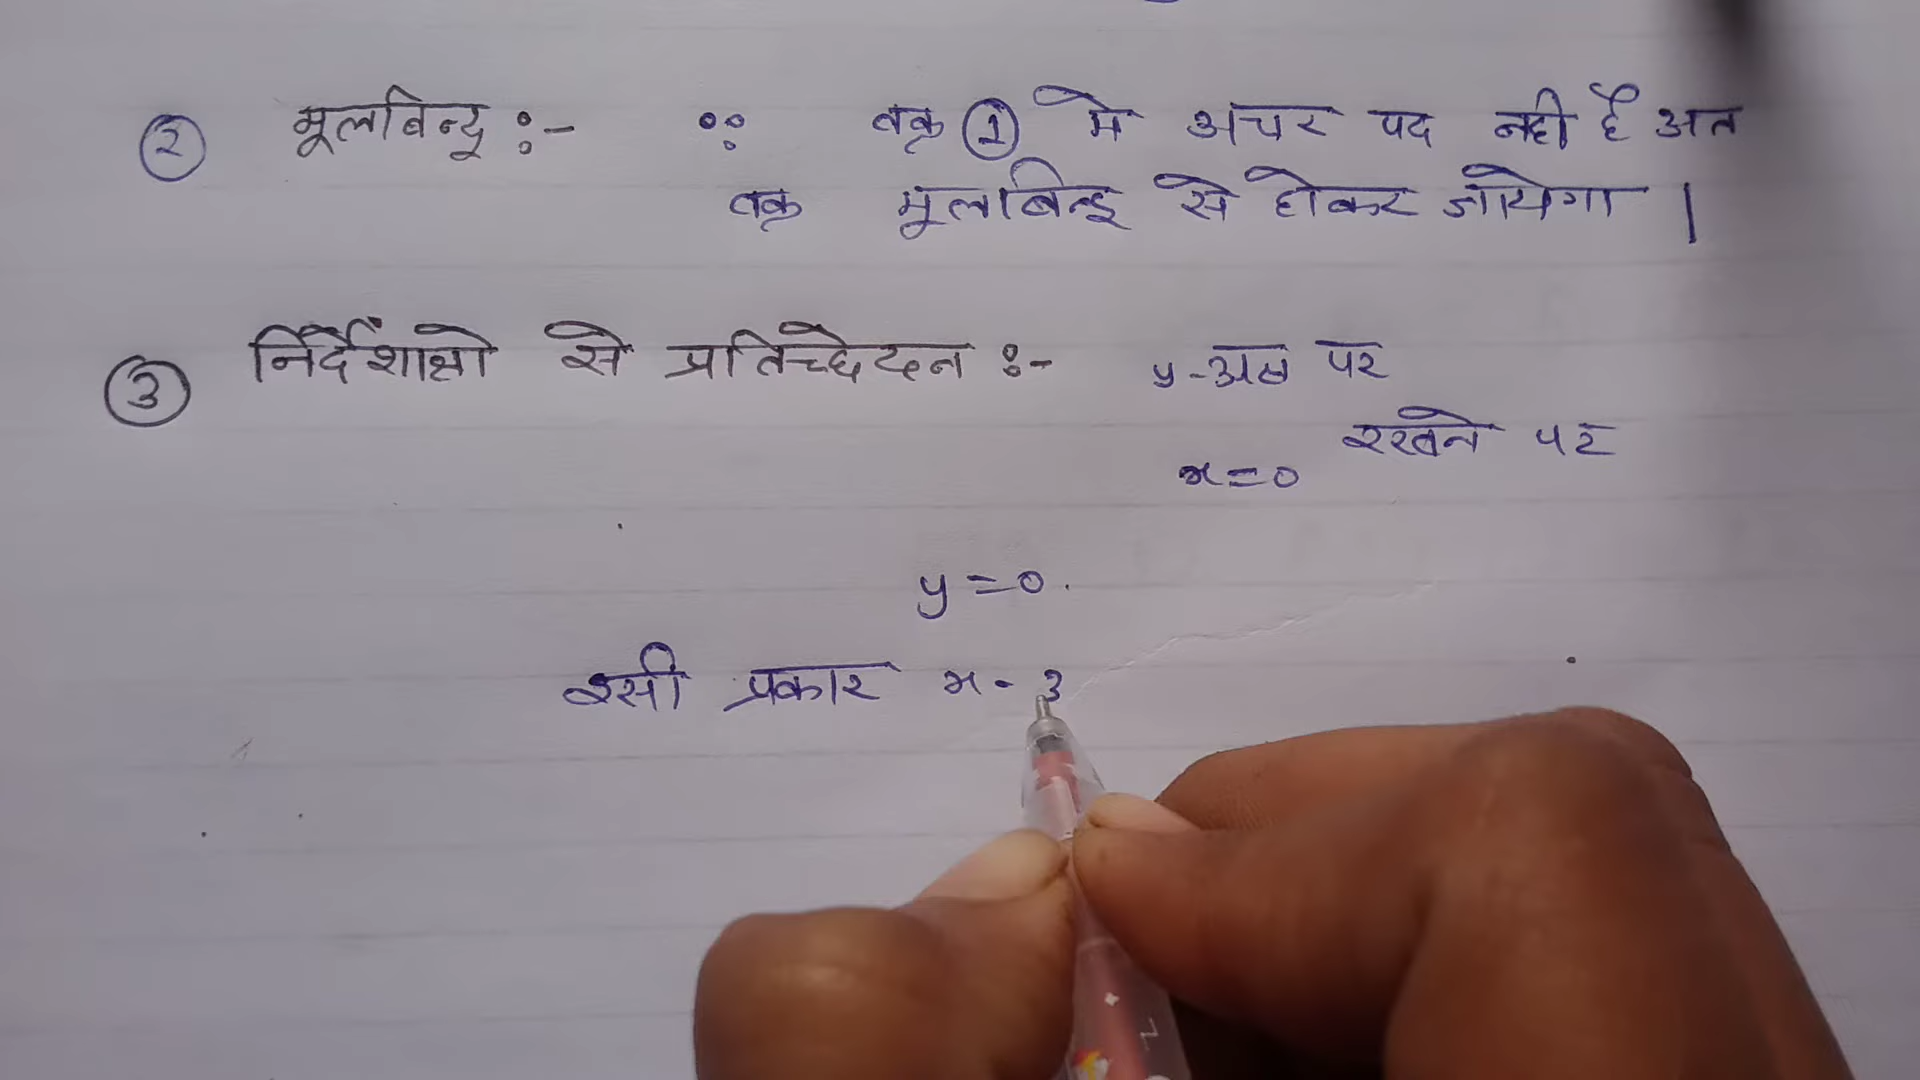 ② मूलबिन्दू :- ∵ वक्र ① मे अचर पद नही है अत
वक्र मूलबिन्दु से होकर जायेगा |
③ निर्देशाक्षो से प्रतिच्छेदन :- y-अक्ष पर
x=0 रखने पर
y=0.
इसी प्रकार x-3